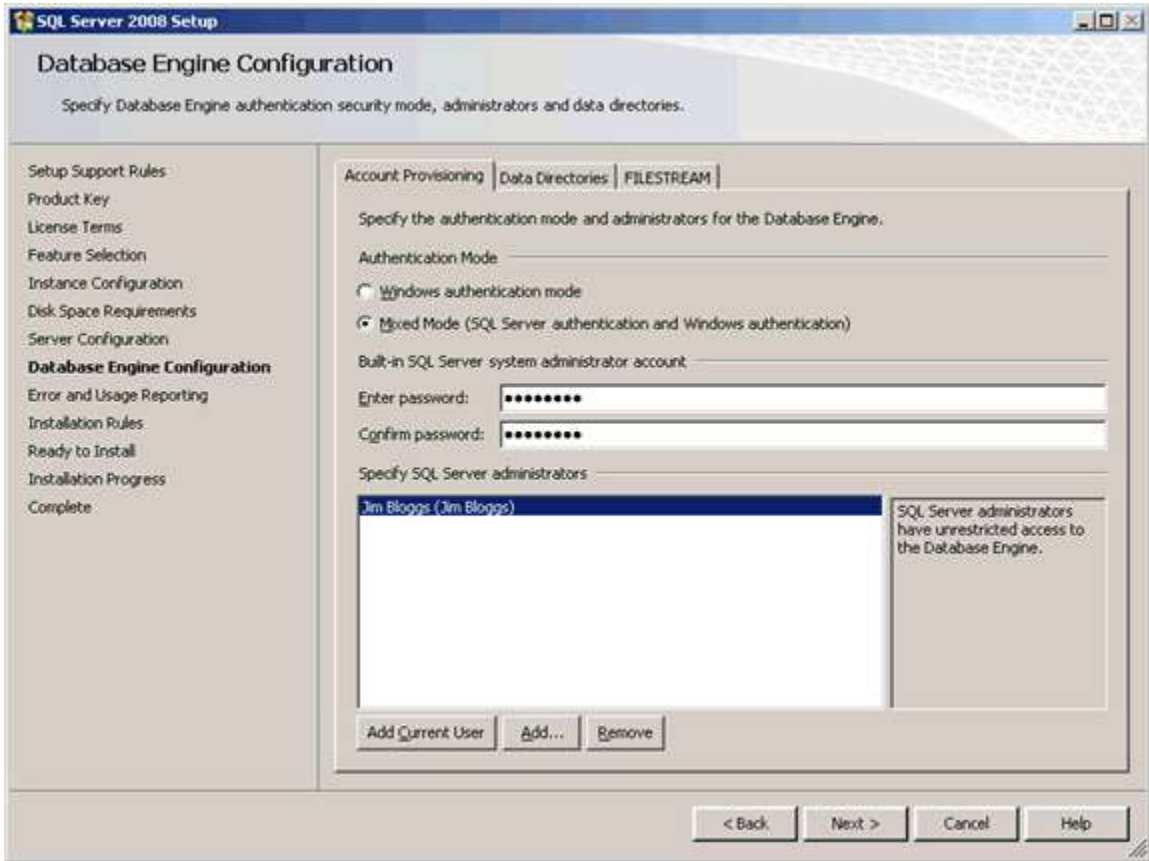 SQL Server 2008 Setup
Database Engine Configuration
Specify Database Engine authentication security mode, administrators and data directories.
Setup Support Rules
Product Key
License Terms
Feature Selection
Instance Configuration
Disk Space Requirements
Server Configuration
Database Engine Configuration
Error and Usage Reporting
Installation Rules
Ready to Install
Installation Progress
Complete
Account Provisioning Data Directories FILESTREAM
Specify the authentication mode and administrators for the Database Engine.
Authentication Mode
Windows authentication mode
Mixed Mode (SQL Server authentication and Windows authentication)
Built-in SQL Server system administrator account
Enter password: ●●●●●●●●
Confirm password: ●●●●●●●●
Specify SQL Server administrators
Jim Bloggs (Jim Bloggs)
SQL Server administrators
have unrestricted access to
the Database Engine.
Add Current User Add... Remove
< Back Next > Cancel Help